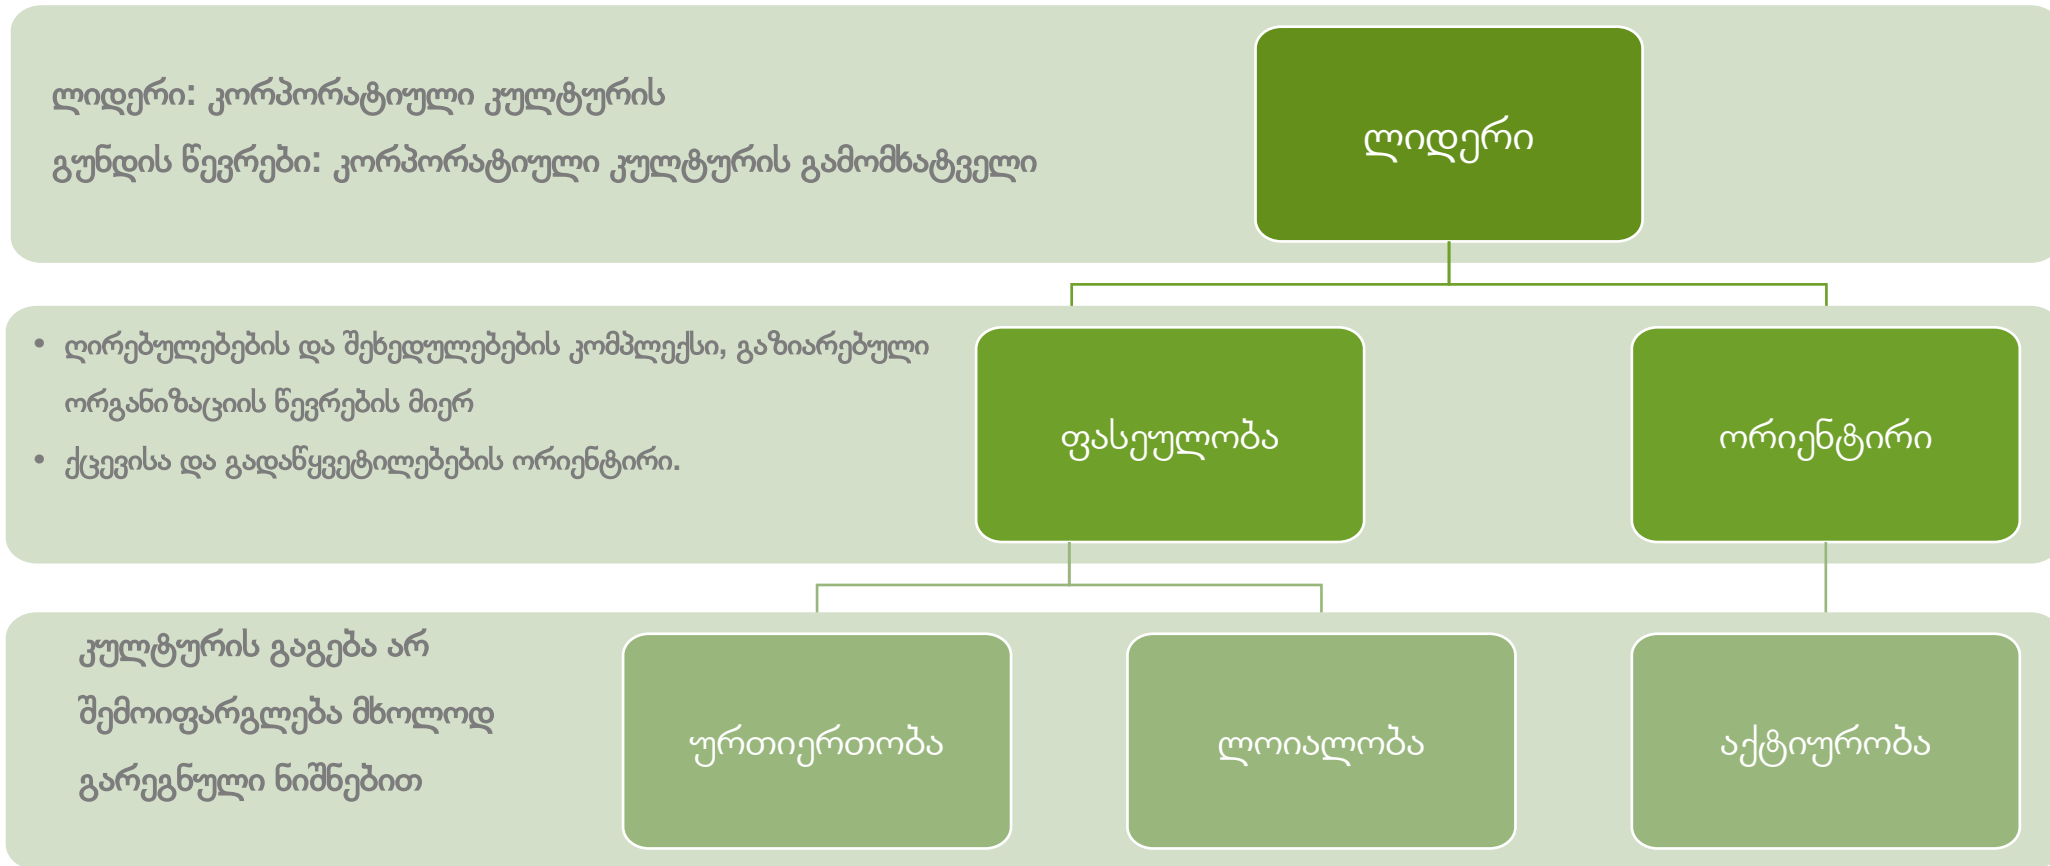 ლიდერი: კორპორატიული კულტურის
გუნდის წევრები: კორპორატიული კულტურის გამომხატველი
ლიდერი
• ღირებულებების და შეხედულებების კომპლექსი, გაზიარებული
ორგანიზაციის წევრების მიერ
• ქცევისა და გადაწყვეტილებების ორიენტირი.
ფასეულობა
ორიენტირი
კულტურის გაგება არ
შემოიფარგლება მხოლოდ
გარეგნული ნიშნებით
ურთიერთობა
ლოიალობა
აქტიურობა